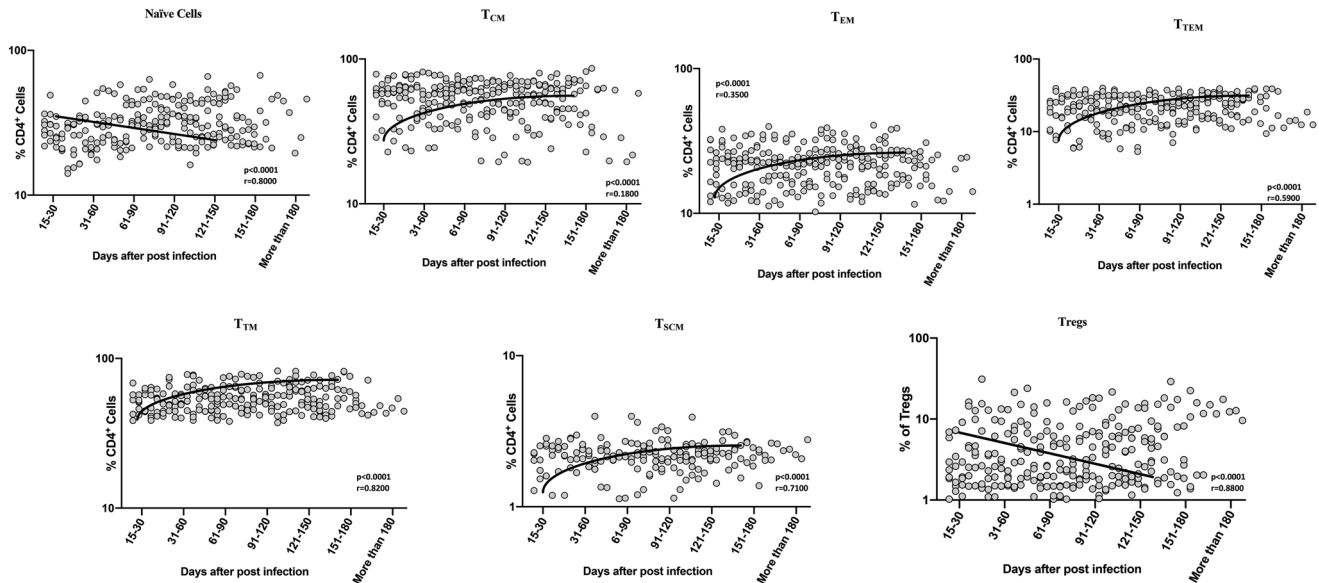 Naïve Cells
100
10
% CD4⁺ Cells
p<0.0001
r=0.8000
15-30
31-60
61-90
91-120
121-150
151-180
More than 180
Days after post infection
T_CM
100
10
% CD4⁺ Cells
p<0.0001
r=0.1800
15-30
31-60
61-90
91-120
121-150
151-180
More than 180
Days after post infection
T_EM
100
10
% CD4⁺ Cells
p<0.0001
r=0.3500
15-30
31-60
61-90
91-120
121-150
151-180
More than 180
Days after post infection
T_TEM
100
10
1
% CD4⁺ Cells
p<0.0001
r=0.5900
15-30
31-60
61-90
91-120
121-150
151-180
More than 180
Days after post infection
T_TM
100
10
% CD4⁺ Cells
p<0.0001
r=0.8200
15-30
31-60
61-90
91-120
121-150
151-180
More than 180
Days after post infection
T_SCM
10
1
% CD4⁺ Cells
p<0.0001
r=0.7100
15-30
31-60
61-90
91-120
121-150
151-180
More than 180
Days after post infection
Tregs
100
10
1
% of Tregs
p<0.0001
r=0.8800
15-30
31-60
61-90
91-120
121-150
151-180
More than 180
Days after post infection